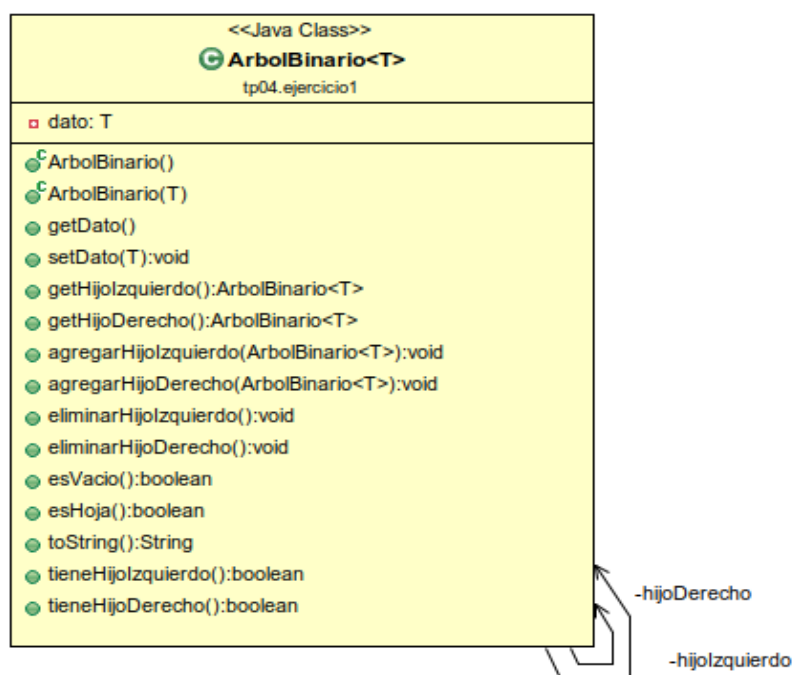 <<Java Class>>
G ArbolBinario<T>
tp04.ejercicio1
dato: T
C ArbolBinario()
C ArbolBinario(T)
getDato()
setDato(T):void
getHijoIzquierdo():ArbolBinario<T>
getHijoDerecho():ArbolBinario<T>
agregarHijoIzquierdo(ArbolBinario<T>):void
agregarHijoDerecho(ArbolBinario<T>):void
eliminarHijoIzquierdo():void
eliminarHijoDerecho():void
esVacio():boolean
esHoja():boolean
toString():String
tieneHijoIzquierdo():boolean
tieneHijoDerecho():boolean
-hijoDerecho
-hijoIzquierdo